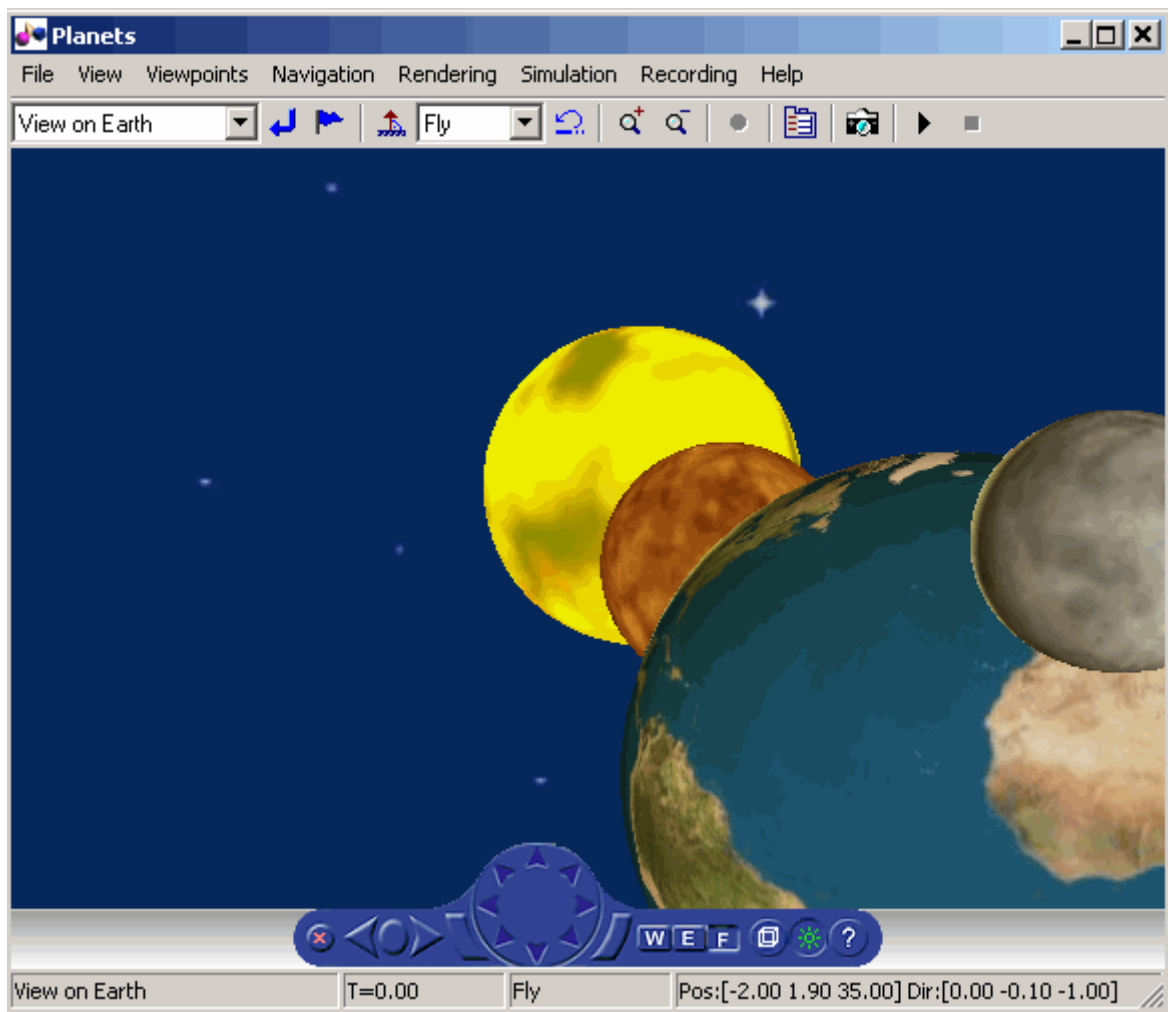 Planets
File View Viewpoints Navigation Rendering Simulation Recording Help
View on Earth Fly
W E F ?
View on Earth T=0.00 Fly Pos:[-2.00 1.90 35.00] Dir:[0.00 -0.10 -1.00]